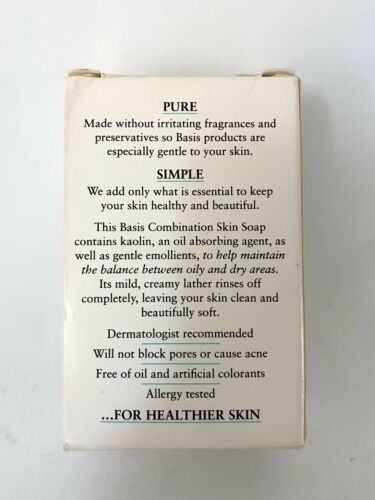 PURE
Made without irritating fragrances and
preservatives so Basis products are
especially gentle to your skin.
SIMPLE
We add only what is essential to keep
your skin healthy and beautiful.
This Basis Combination Skin Soap
contains kaolin, an oil absorbing agent, as
well as gentle emollients, to help maintain
the balance between oily and dry areas.
Its mild, creamy lather rinses off
completely, leaving your skin clean and
beautifully soft.
Dermatologist recommended
Will not block pores or cause acne
Free of oil and artificial colorants
Allergy tested
...FOR HEALTHIER SKIN